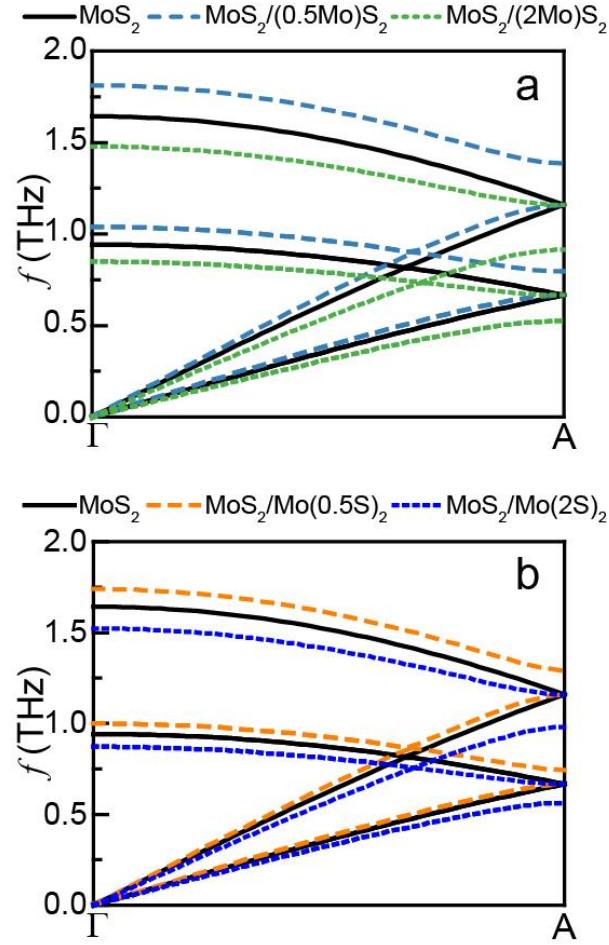 MoS₂ MoS₂/(0.5Mo)S₂ MoS₂/(2Mo)S₂
a
2.0
1.5
1.0
0.5
0.0
f (THz)
Γ A
MoS₂ MoS₂/Mo(0.5S)₂ MoS₂/Mo(2S)₂
b
2.0
1.5
1.0
0.5
0.0
f (THz)
Γ A